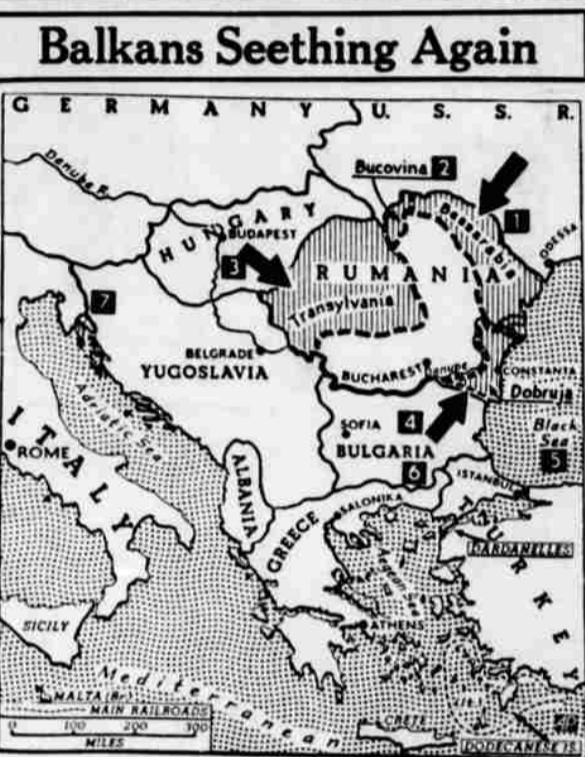 Balkans Seething Again
GERMANY
U. S. S. R.
Danube R.
Bucovina 2
Bessarabia
1
ODESSA
HUNGARY
BUDAPEST
3
RUMANIA
Transylvania
7
BELGRADE
YUGOSLAVIA
BUCHAREST
Danube
CONSTANTA
Dobruja
Adriatic Sea
ITALY
ROME
SOFIA
4
BULGARIA
6
Black
Sea
5
ALBANIA
ISTANBUL
SALONIKA
GREECE
TURKEY
DARDANELLES
Aegean Sea
ATHENS
SICILY
Mediterranean
MALTA (Br.)
MAIN RAILROADS
0 100 200 300
MILES
CRETE
DODECANESE IS.